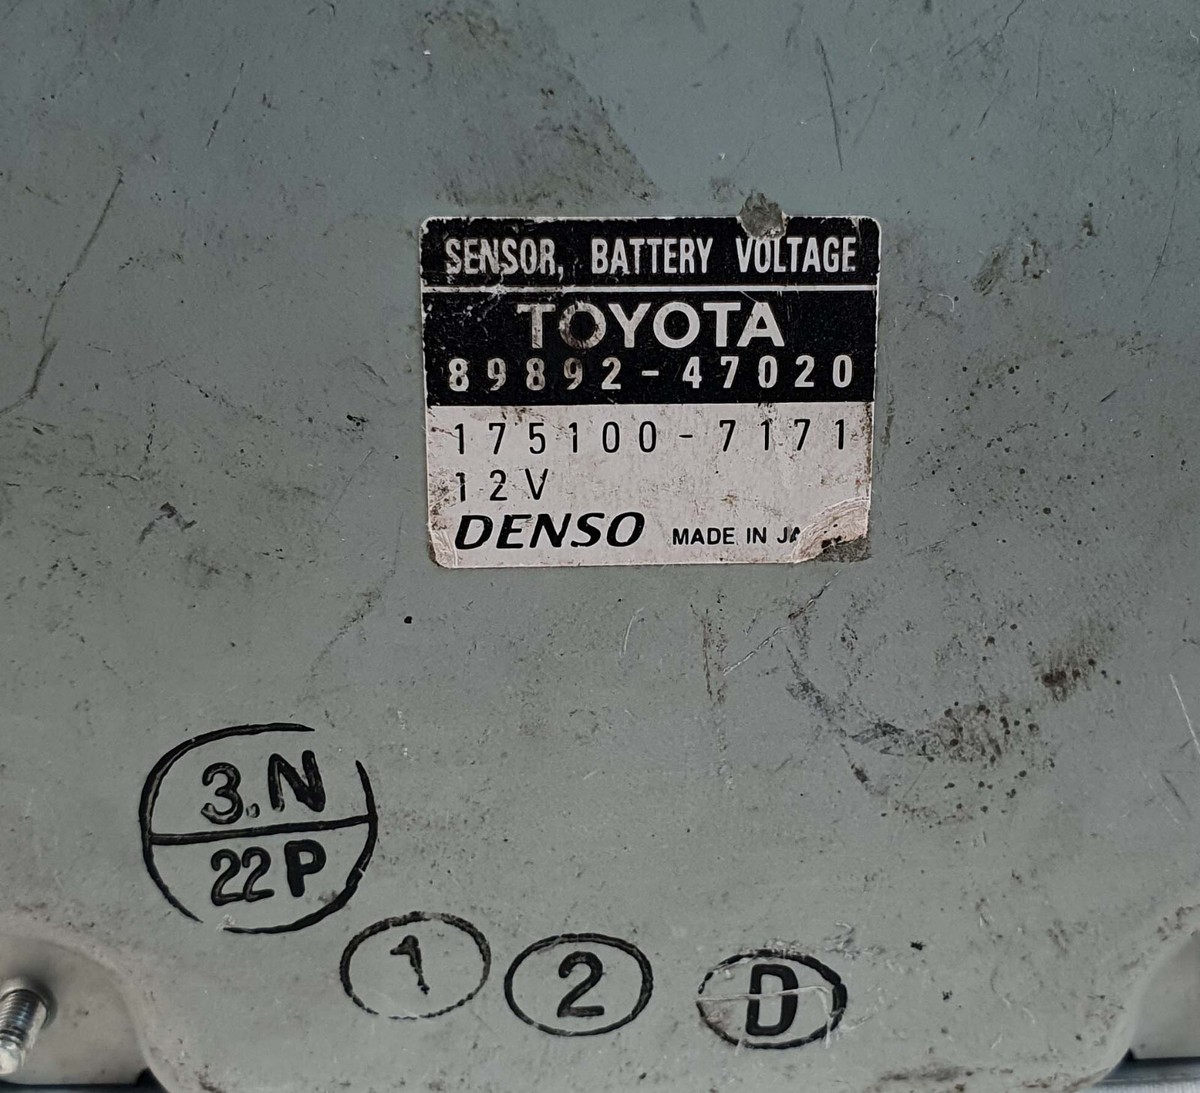 SENSOR, BATTERY VOLTAGE
TOYOTA
89892-47020
175100-7171
12V
DENSO MADE IN JA
3.N
22P
1 2 D